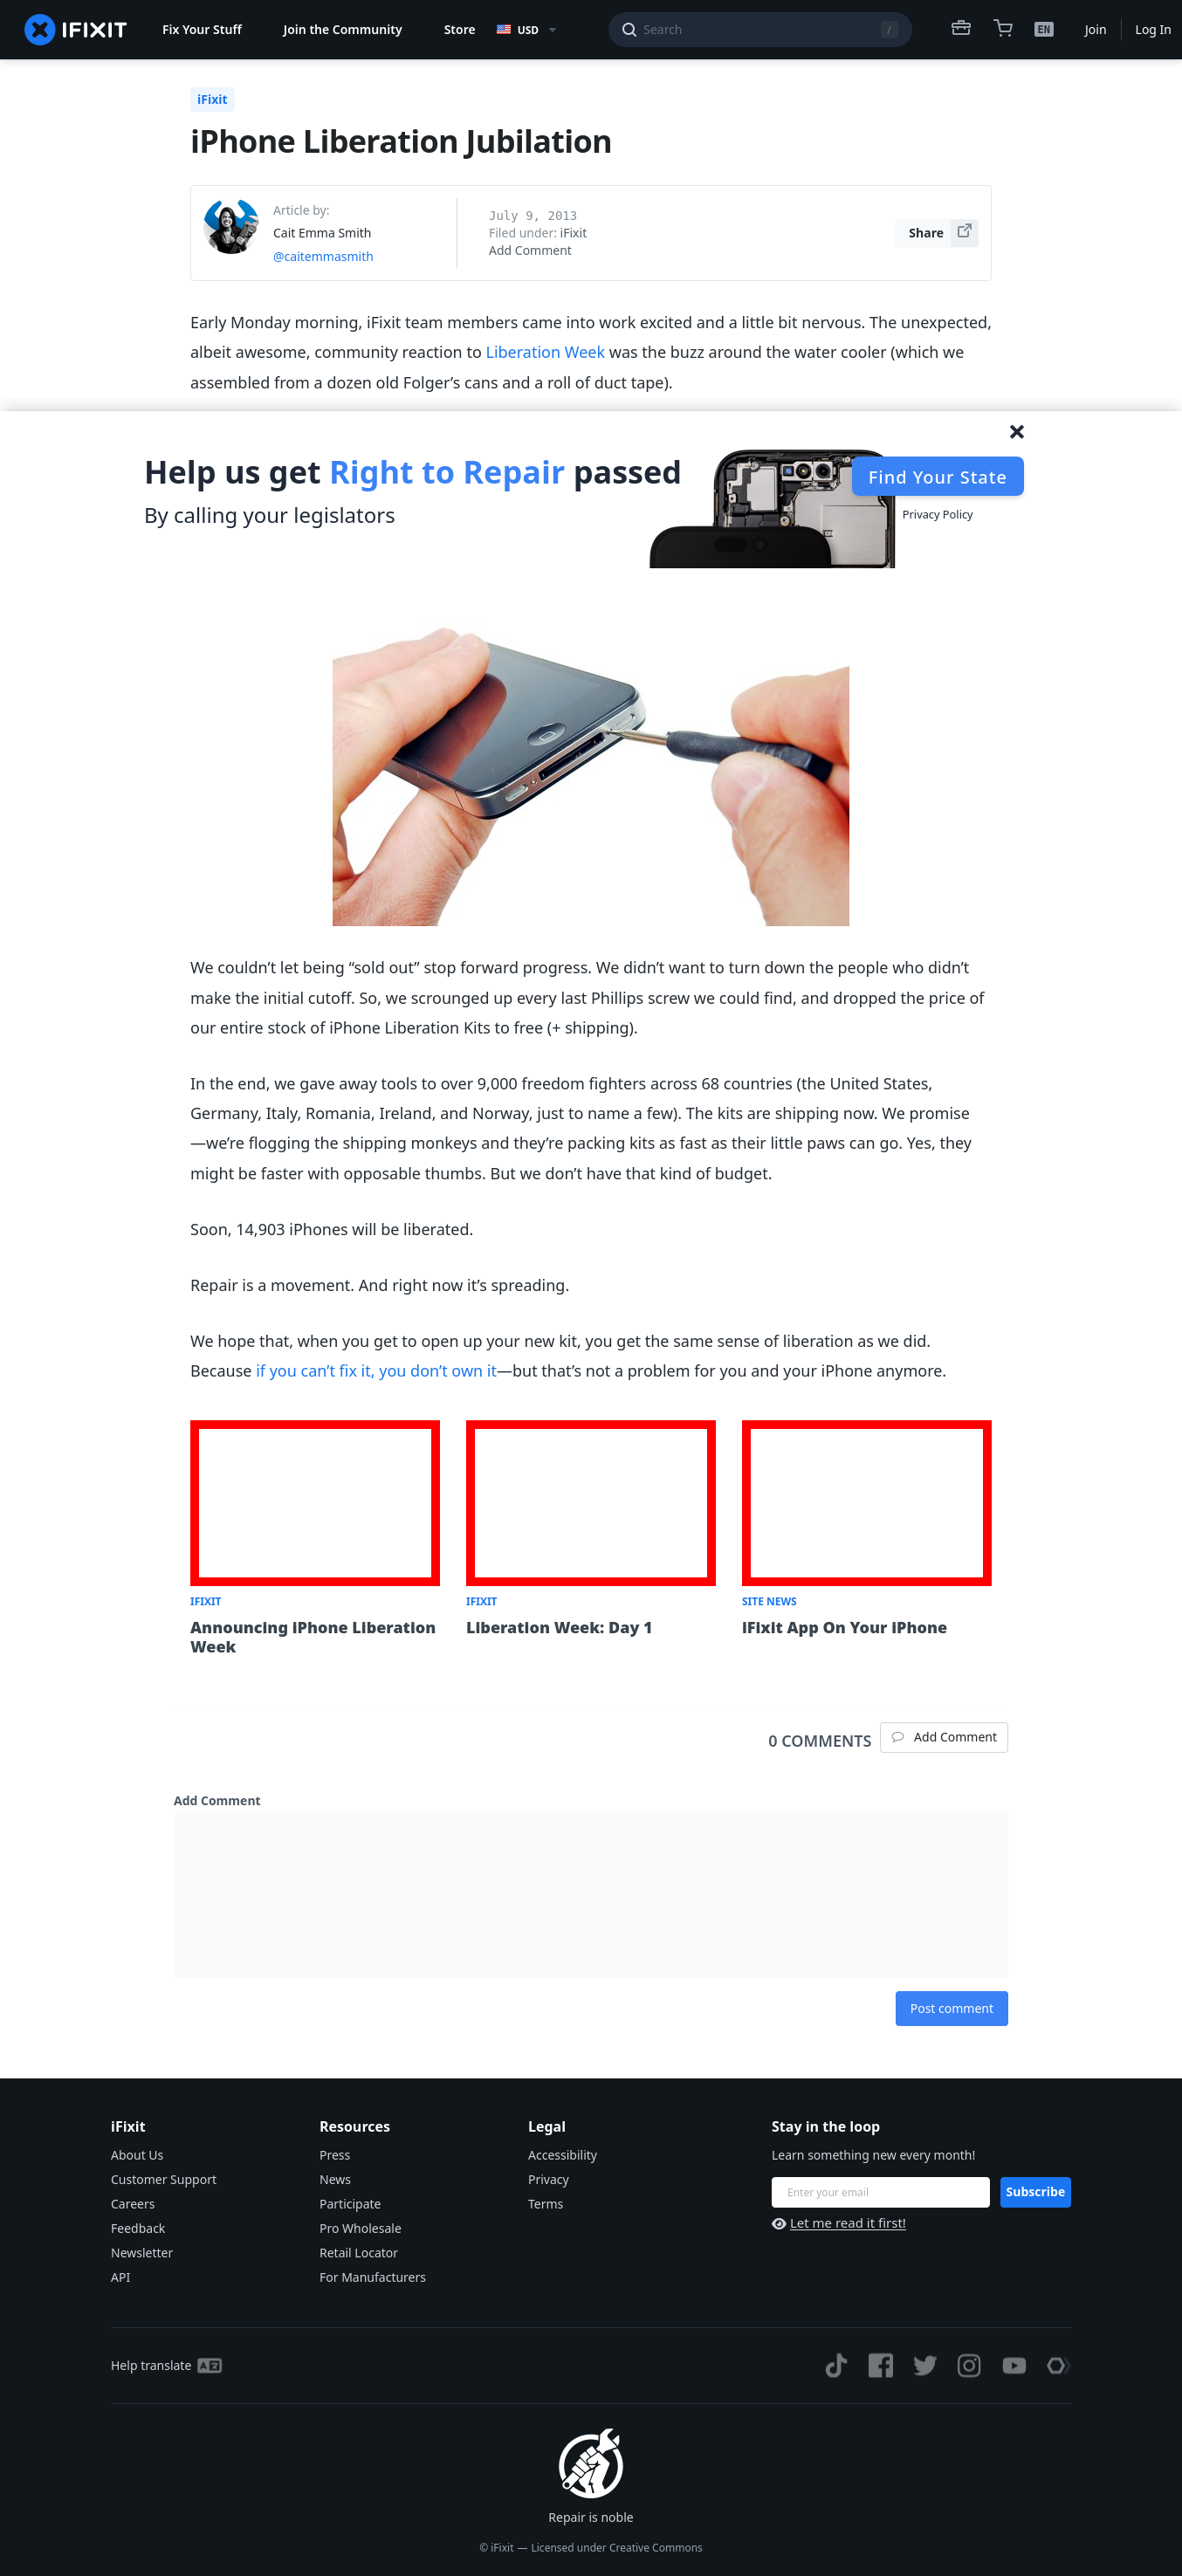 IFIXIT
Fix Your Stuff
Join the Community
Store
USD
Search
/
EN
Join
Log In
iFixit
iPhone Liberation Jubilation
Article by:
Cait Emma Smith
@caitemmasmith
July 9, 2013
Filed under: iFixit
Add Comment
Share
Early Monday morning, iFixit team members came into work excited and a little bit nervous. The unexpected,
albeit awesome, community reaction to Liberation Week was the buzz around the water cooler (which we
assembled from a dozen old Folger’s cans and a roll of duct tape).
Help us get Right to Repair passed
By calling your legislators
Find Your State
Privacy Policy
We couldn’t let being “sold out” stop forward progress. We didn’t want to turn down the people who didn’t
make the initial cutoff. So, we scrounged up every last Phillips screw we could find, and dropped the price of
our entire stock of iPhone Liberation Kits to free (+ shipping).
In the end, we gave away tools to over 9,000 freedom fighters across 68 countries (the United States,
Germany, Italy, Romania, Ireland, and Norway, just to name a few). The kits are shipping now. We promise
—we’re flogging the shipping monkeys and they’re packing kits as fast as their little paws can go. Yes, they
might be faster with opposable thumbs. But we don’t have that kind of budget.
Soon, 14,903 iPhones will be liberated.
Repair is a movement. And right now it’s spreading.
We hope that, when you get to open up your new kit, you get the same sense of liberation as we did.
Because if you can’t fix it, you don’t own it—but that’s not a problem for you and your iPhone anymore.
IFIXIT
Announcing iPhone Liberation
Week
IFIXIT
Liberation Week: Day 1
SITE NEWS
iFixit App On Your iPhone
0 COMMENTS
Add Comment
Add Comment
Post comment
iFixit
About Us
Customer Support
Careers
Feedback
Newsletter
API
Resources
Press
News
Participate
Pro Wholesale
Retail Locator
For Manufacturers
Legal
Accessibility
Privacy
Terms
Stay in the loop
Learn something new every month!
Enter your email
Subscribe
Let me read it first!
Help translate
Repair is noble
© iFixit — Licensed under Creative Commons